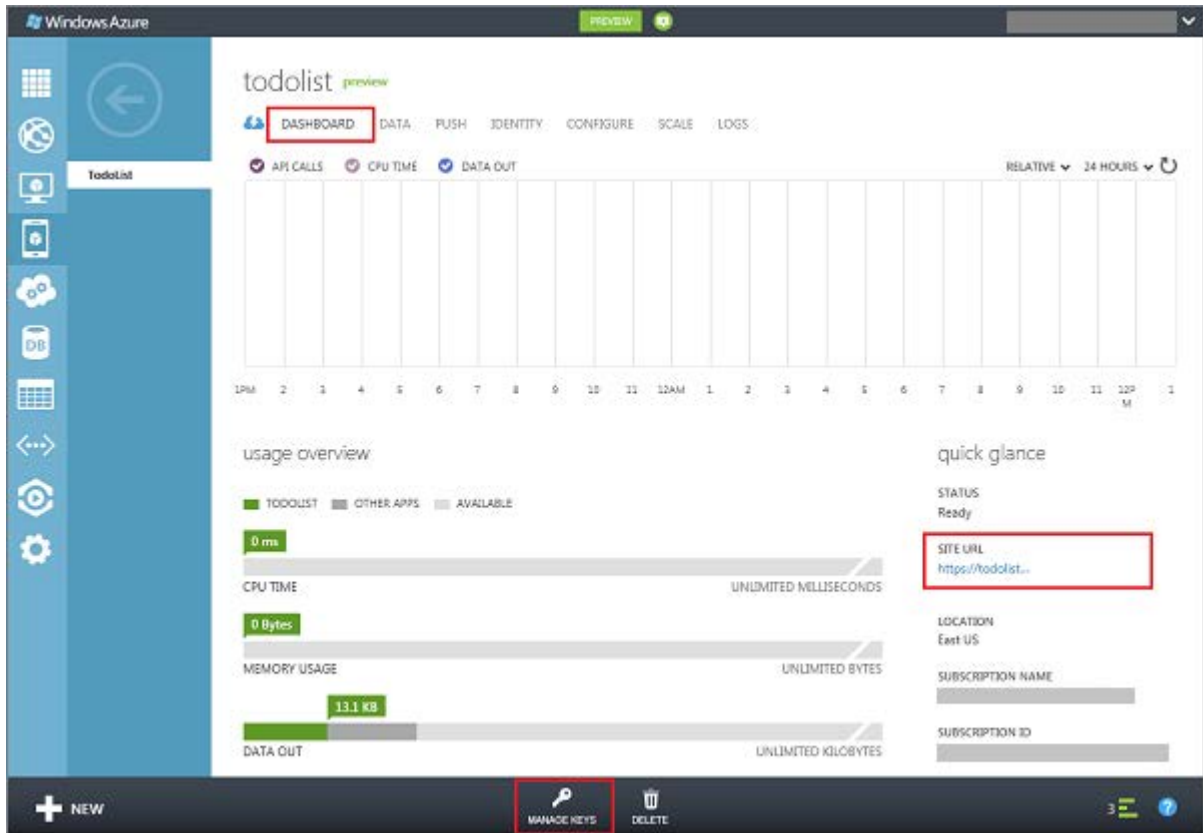 Windows Azure
PREVIEW
todolist preview
DASHBOARD DATA PUSH IDENTITY CONFIGURE SCALE LOGS
TodoList
API CALLS CPU TIME DATA OUT RELATIVE 24 HOURS
1PM 2 3 4 5 6 7 8 9 10 11 12AM 1 2 3 4 5 6 7 8 9 10 11 12P 1
M
usage overview
TODOLIST OTHER APPS AVAILABLE
0 ms
CPU TIME UNLIMITED MILLISECONDS
0 Bytes
MEMORY USAGE UNLIMITED BYTES
13.1 KB
DATA OUT UNLIMITED KILOBYTES
quick glance
STATUS
Ready
SITE URL
https://todolist...
LOCATION
East US
SUBSCRIPTION NAME
SUBSCRIPTION ID
DB
NEW
MANAGE KEYS
DELETE
3
?